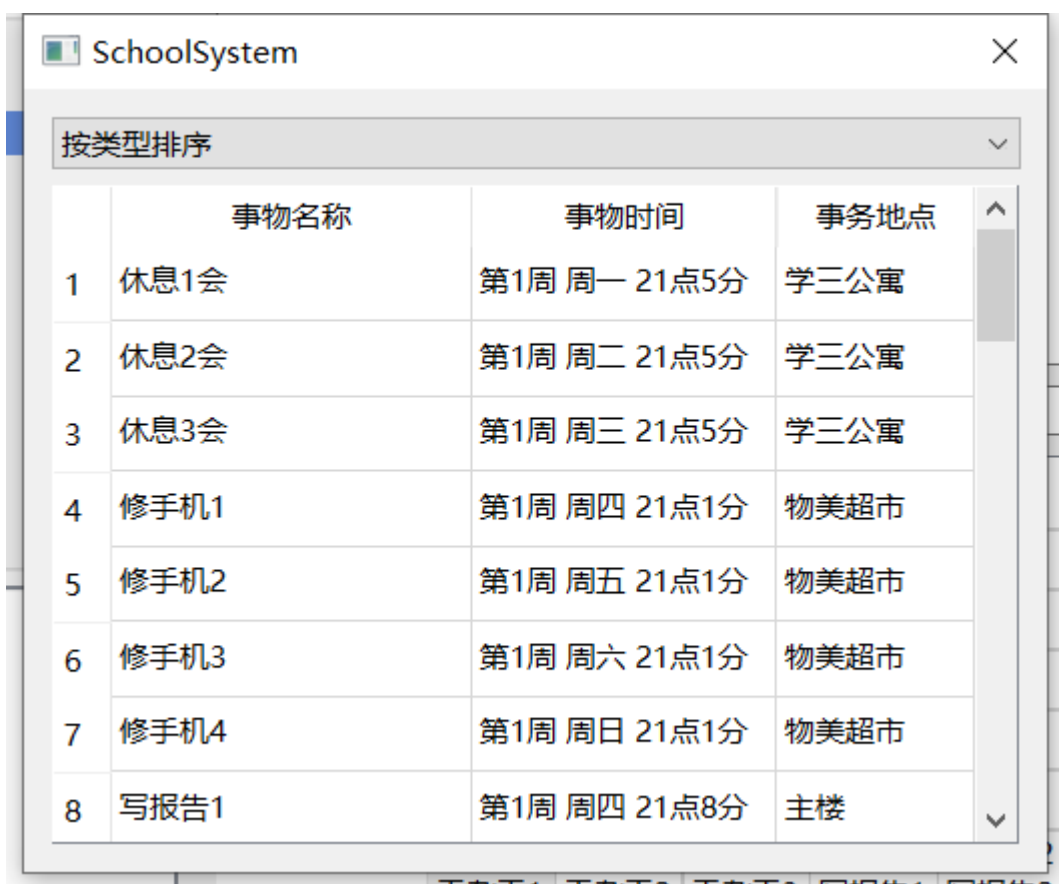 SchoolSystem
按类型排序
事物名称 事物时间 事务地点
1 休息1会 第1周 周一 21点5分 学三公寓
2 休息2会 第1周 周二 21点5分 学三公寓
3 休息3会 第1周 周三 21点5分 学三公寓
4 修手机1 第1周 周四 21点1分 物美超市
5 修手机2 第1周 周五 21点1分 物美超市
6 修手机3 第1周 周六 21点1分 物美超市
7 修手机4 第1周 周日 21点1分 物美超市
8 写报告1 第1周 周四 21点8分 主楼